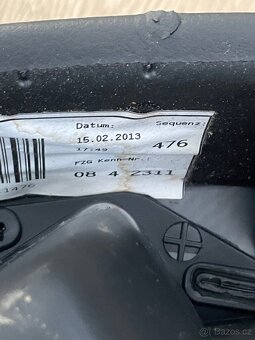 Datum: Sequenz:
15.02.2013 476
17:49
FZG Kenn-Nr.:
08 4 2311
1476
Bazos.cz